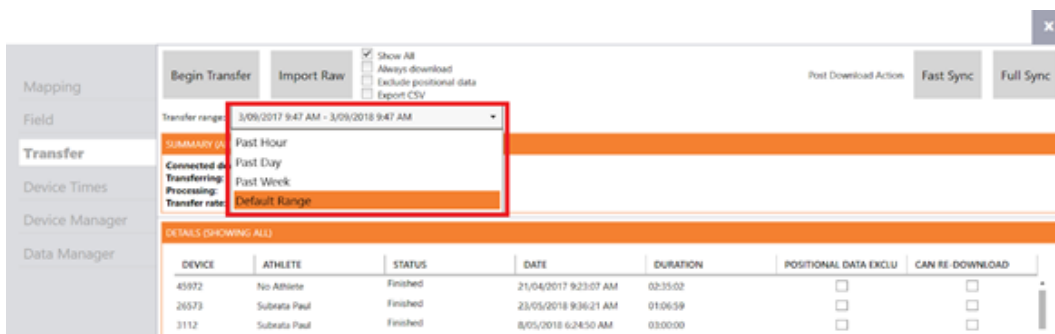 x
Begin Transfer
Import Raw
Show All
Always download
Exclude positional data
Export CSV
Post Download Action
Fast Sync
Full Sync
Mapping
Field
Transfer
Device Times
Device Manager
Data Manager
Transfer range: 3/09/2017 9:47 AM - 3/09/2018 9:47 AM
Past Hour
Past Day
Past Week
Default Range
SUMMARY
Connected
Transferring:
Processing:
Transfer rate:
DETAILS (SHOWING ALL)
DEVICE ATHLETE STATUS DATE DURATION POSITIONAL DATA EXCLU CAN RE-DOWNLOAD
45972 No Athlete Finished 21/04/2017 9:23:07 AM 02:35:02
26573 Subrata Paul Finished 23/05/2018 9:36:21 AM 01:06:59
3112 Subrata Paul Finished 8/05/2018 6:24:50 AM 03:00:00